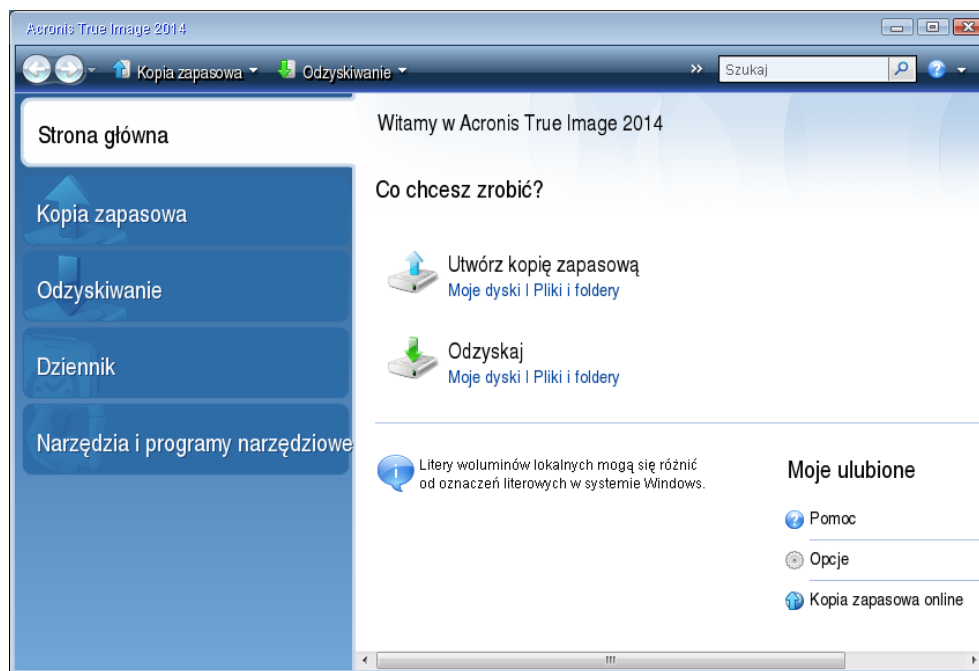 Acronis True Image 2014
Kopia zapasowa Odzyskiwanie » Szukaj
Strona główna
Kopia zapasowa
Odzyskiwanie
Dziennik
Narzędzia i programy narzędziowe
Witamy w Acronis True Image 2014
Co chcesz zrobić?
Utwórz kopię zapasową
Moje dyski | Pliki i foldery
Odzyskaj
Moje dyski | Pliki i foldery
Litery woluminów lokalnych mogą się różnić
od oznaczeń literowych w systemie Windows.
Moje ulubione
Pomoc
Opcje
Kopia zapasowa online